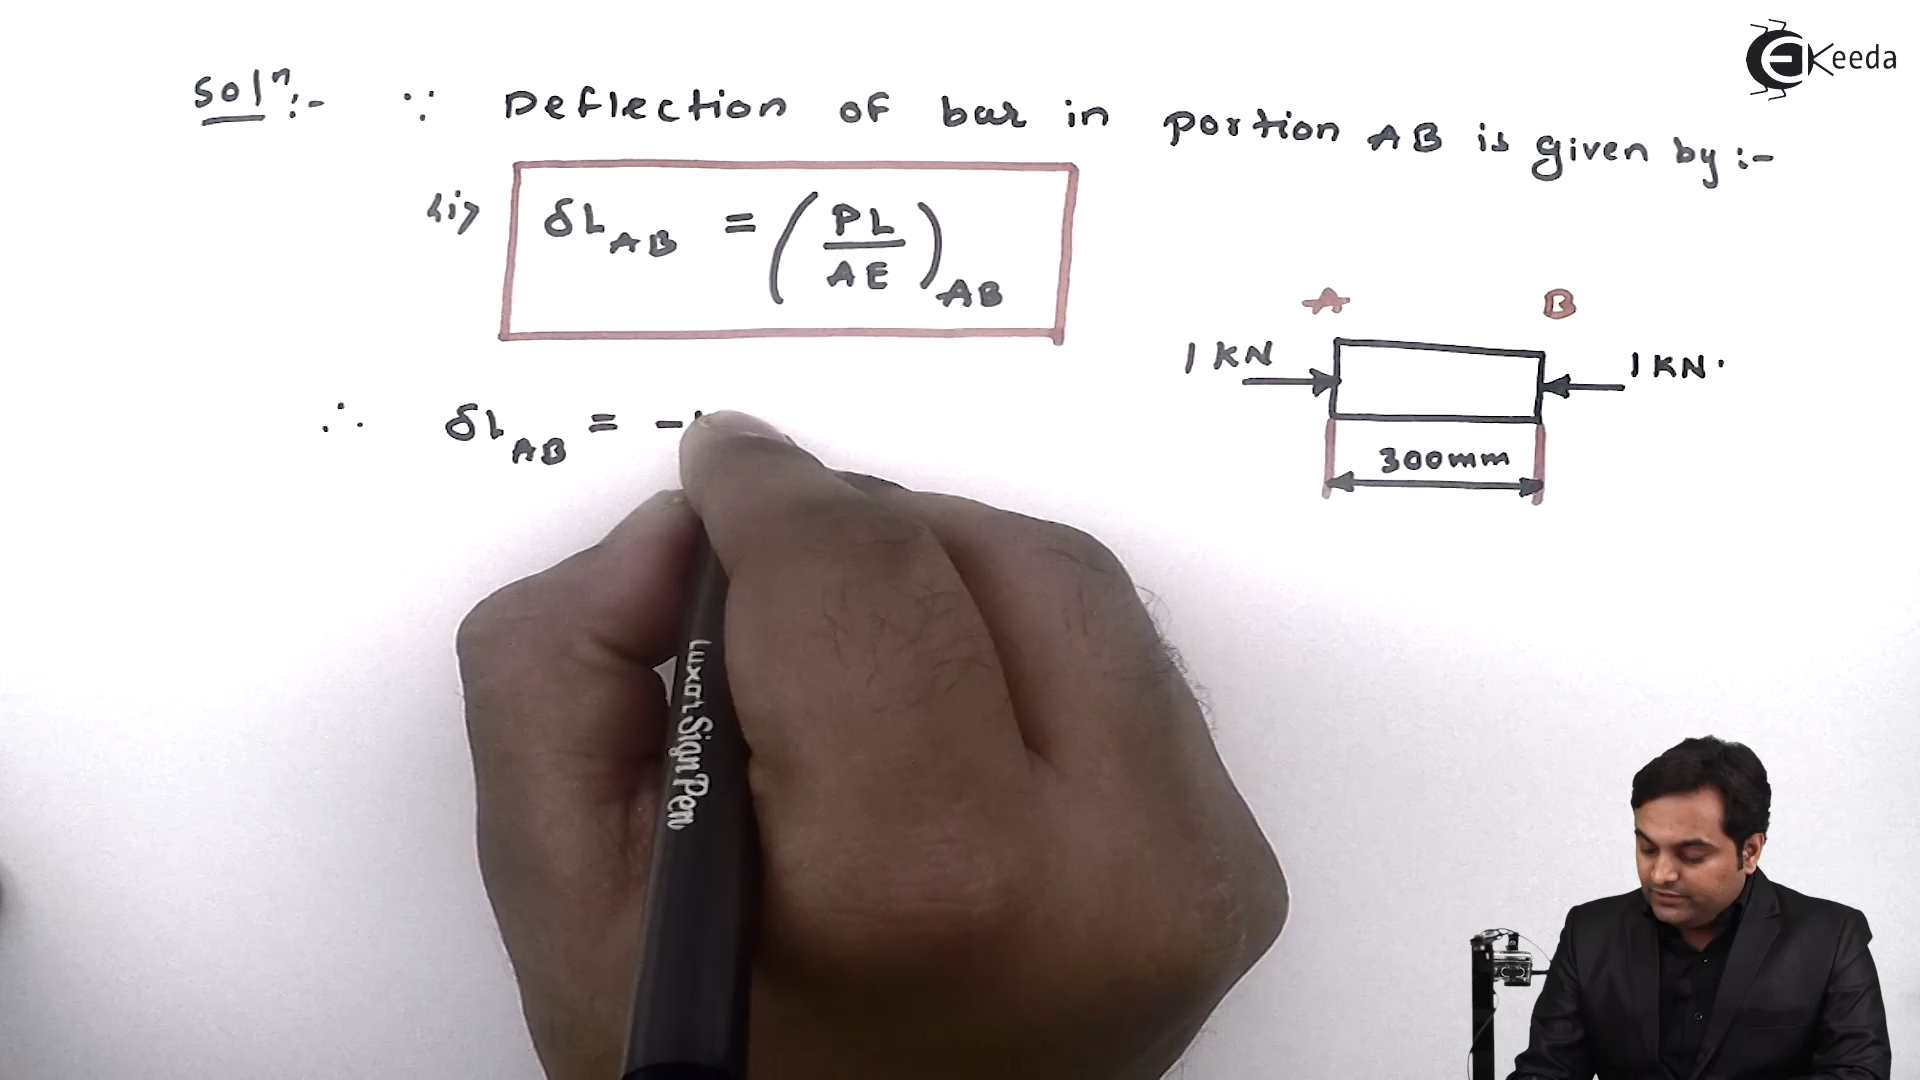 Soln:- ∵ Deflection of bar in portion AB is given by :-
(i) δL_AB = (PL/AE)_AB
A B
1 KN 1 KN.
300mm
∴ δL_AB = -
Luxor Sign Pen
Keeda